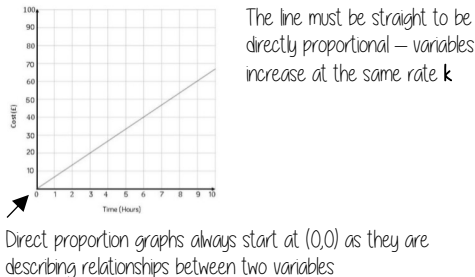 100
90
80
70
60
50
40
30
20
10
Cost(£)
0 1 2 3 4 5 6 7 8 9 10
Time (Hours)
The line must be straight to be
directly proportional – variables
increase at the same rate k
Direct proportion graphs always start at (0,0) as they are
describing relationships between two variables